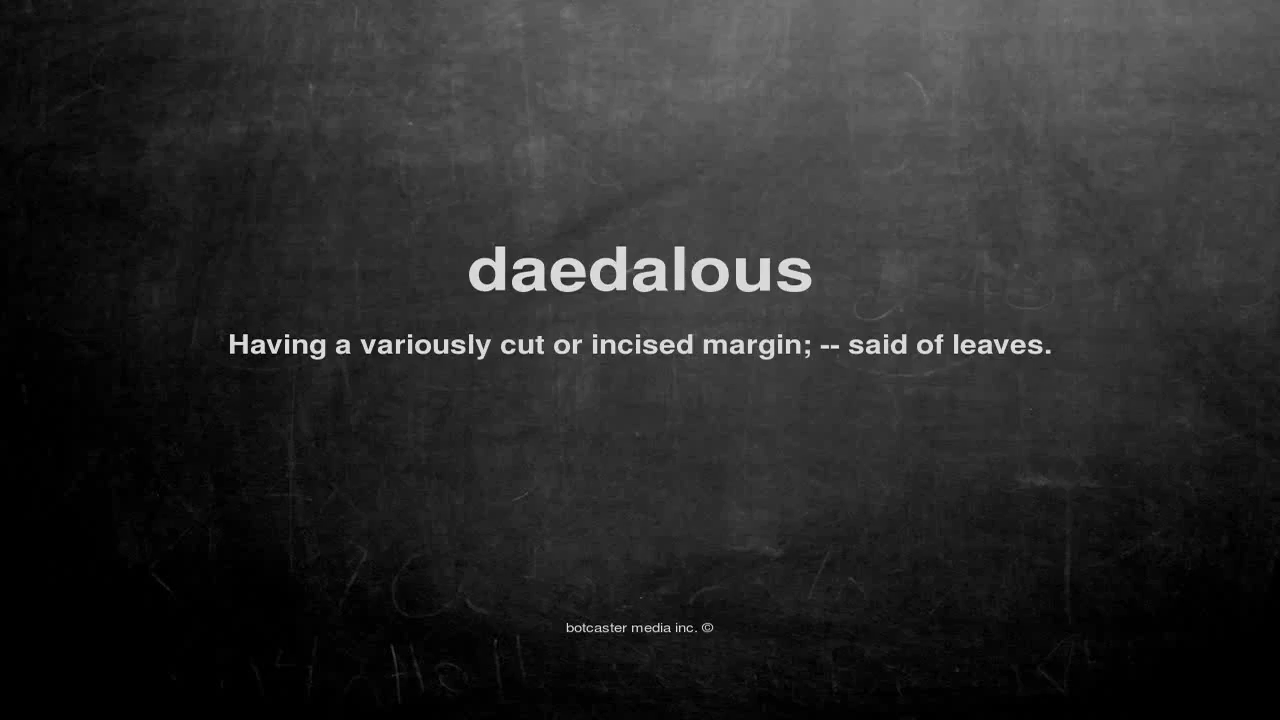 daedalous
Having a variously cut or incised margin; -- said of leaves.
botcaster media inc. ©